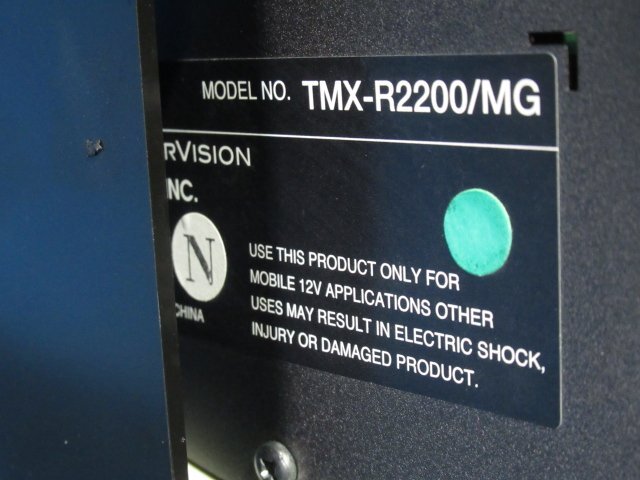 MODEL NO. TMX-R2200/MG
RVISION
INC.
N
CHINA
USE THIS PRODUCT ONLY FOR
MOBILE 12V APPLICATIONS OTHER
USES MAY RESULT IN ELECTRIC SHOCK,
INJURY OR DAMAGED PRODUCT.